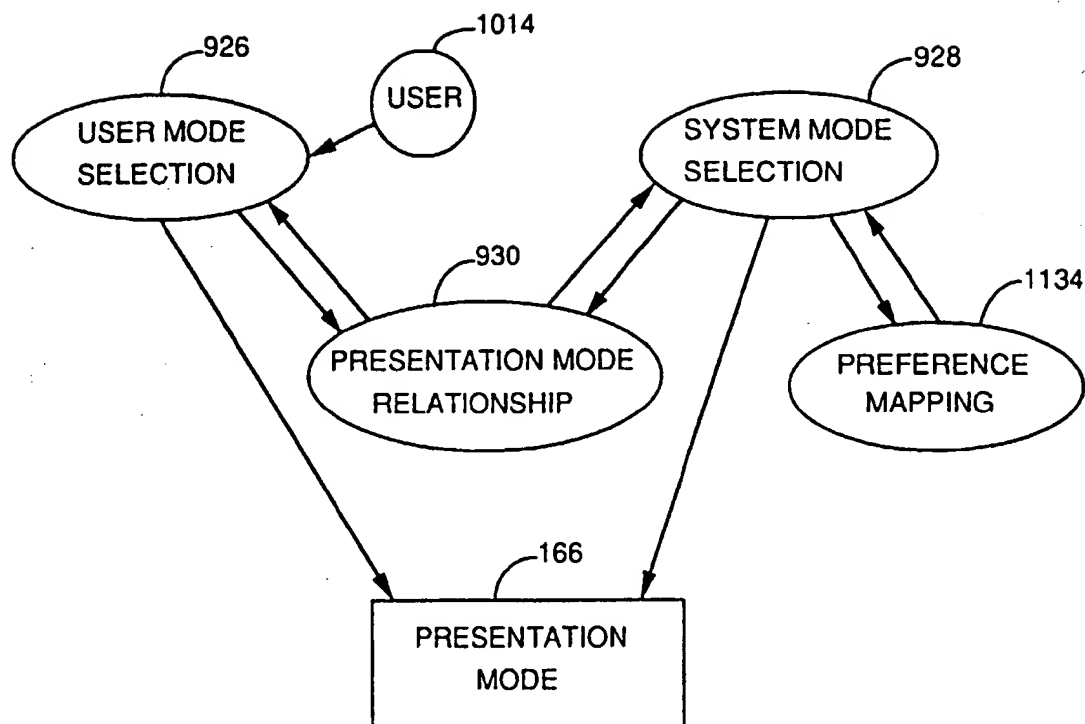 1014
926
USER
928
USER MODE
SELECTION
SYSTEM MODE
SELECTION
930
1134
PRESENTATION MODE
RELATIONSHIP
PREFERENCE
MAPPING
166
PRESENTATION
MODE